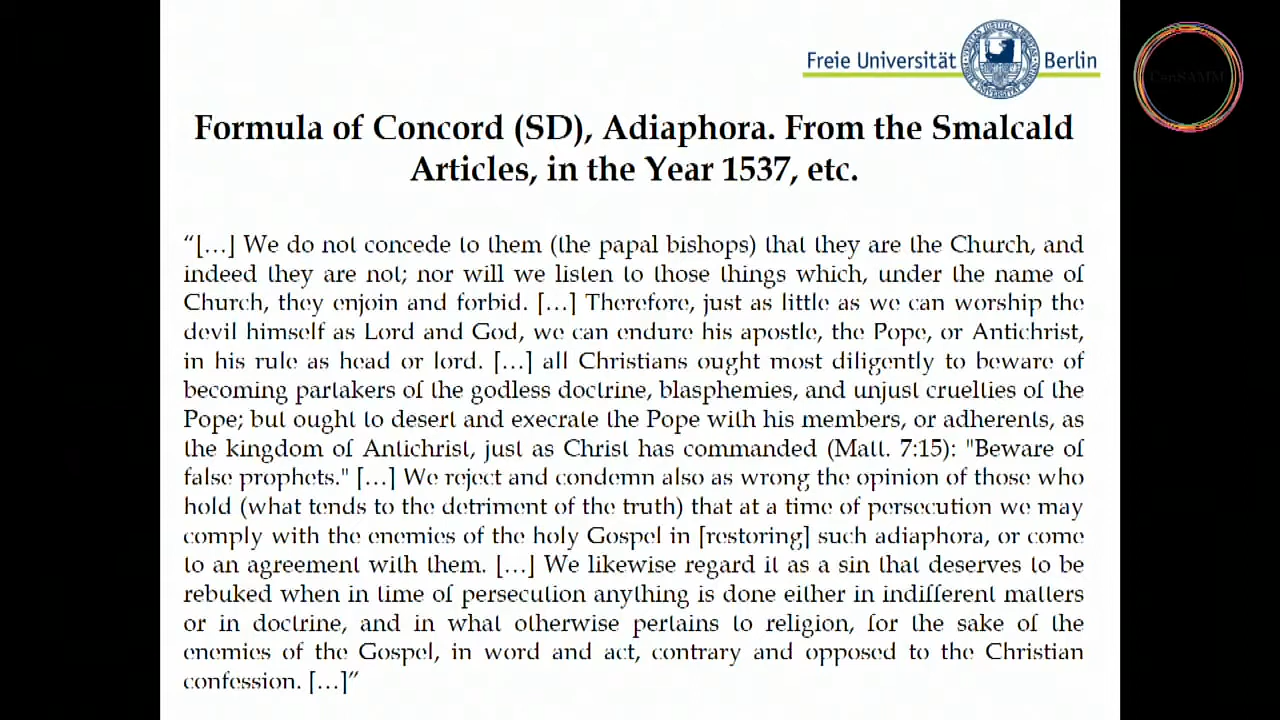 Freie Universität Berlin
ConSAMM
Formula of Concord (SD), Adiaphora. From the Smalcald
Articles, in the Year 1537, etc.
“[…] We do not concede to them (the papal bishops) that they are the Church, and
indeed they are not; nor will we listen to those things which, under the name of
Church, they enjoin and forbid. […] Therefore, just as little as we can worship the
devil himself as Lord and God, we can endure his apostle, the Pope, or Antichrist,
in his rule as head or lord. […] all Christians ought most diligently to beware of
becoming partakers of the godless doctrine, blasphemies, and unjust cruelties of the
Pope; but ought to desert and execrate the Pope with his members, or adherents, as
the kingdom of Antichrist, just as Christ has commanded (Matt. 7:15): "Beware of
false prophets." […] We reject and condemn also as wrong the opinion of those who
hold (what tends to the detriment of the truth) that at a time of persecution we may
comply with the enemies of the holy Gospel in [restoring] such adiaphora, or come
to an agreement with them. […] We likewise regard it as a sin that deserves to be
rebuked when in time of persecution anything is done either in indifferent matters
or in doctrine, and in what otherwise pertains to religion, for the sake of the
enemies of the Gospel, in word and act, contrary and opposed to the Christian
confession. […]”